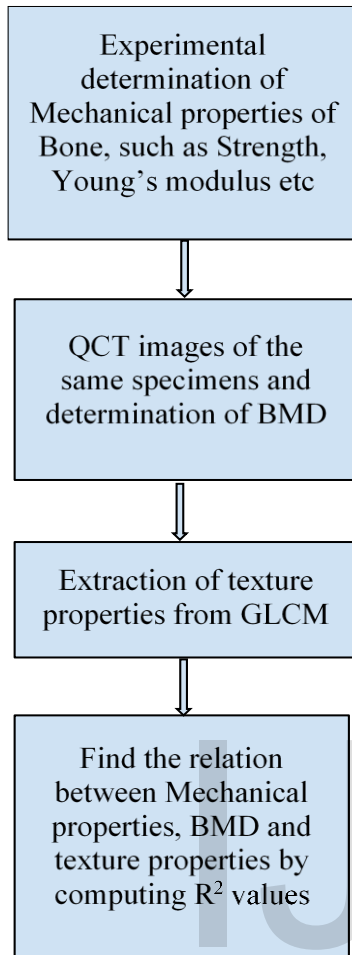 Experimental
determination of
Mechanical properties of
Bone, such as Strength,
Young's modulus etc
QCT images of the
same specimens and
determination of BMD
Extraction of texture
properties from GLCM
Find the relation
between Mechanical
properties, BMD and
texture properties by
computing R² values